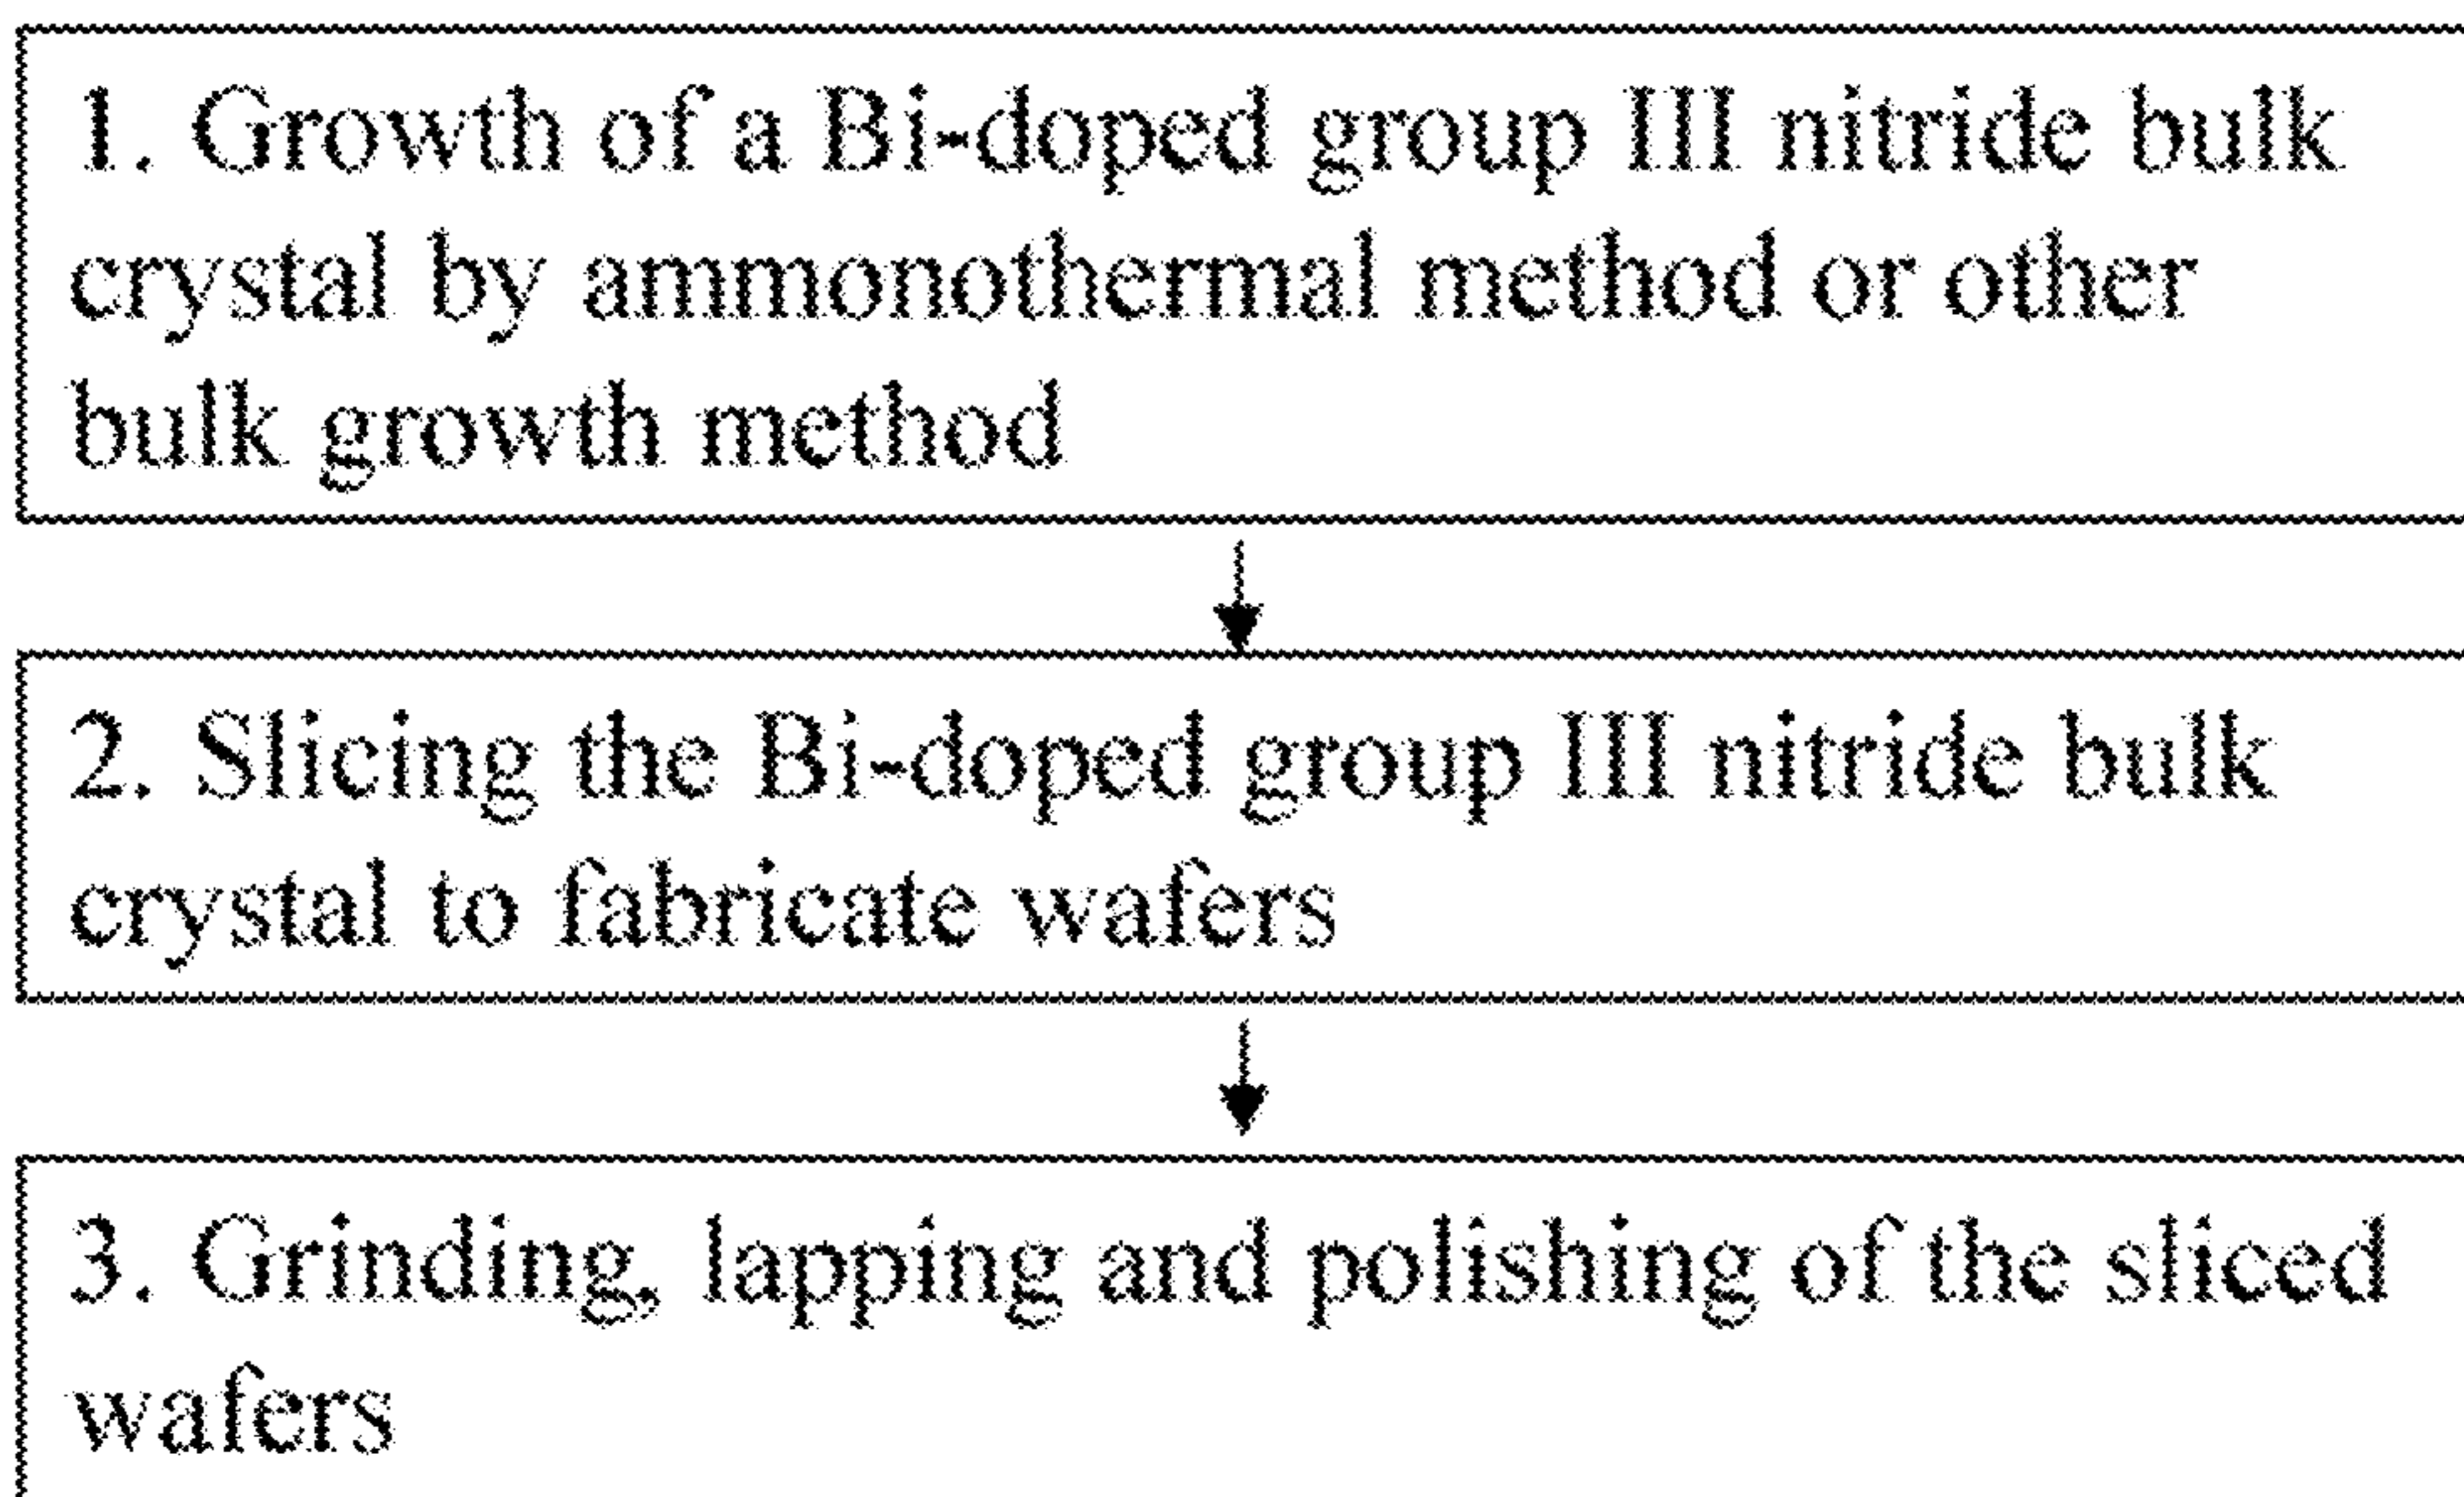 1. Growth of a Bi-doped group III nitride bulk
crystal by ammonothermal method or other
bulk growth method
2. Slicing the Bi-doped group III nitride bulk
crystal to fabricate wafers
3. Grinding, lapping and polishing of the sliced
wafers